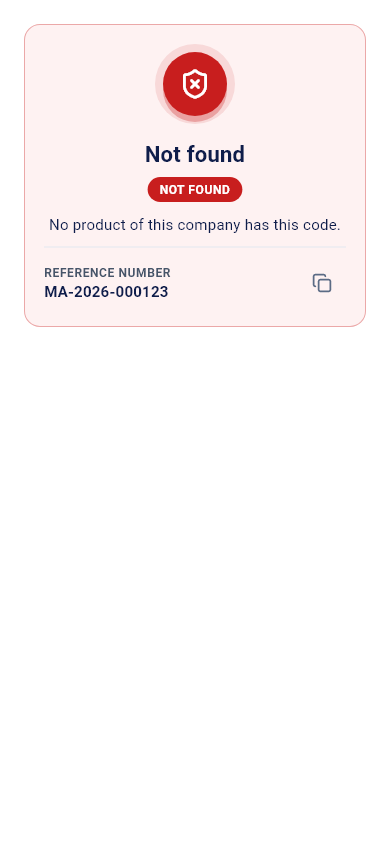 Not found
NOT FOUND
No product of this company has this code.
REFERENCE NUMBER
MA-2026-000123